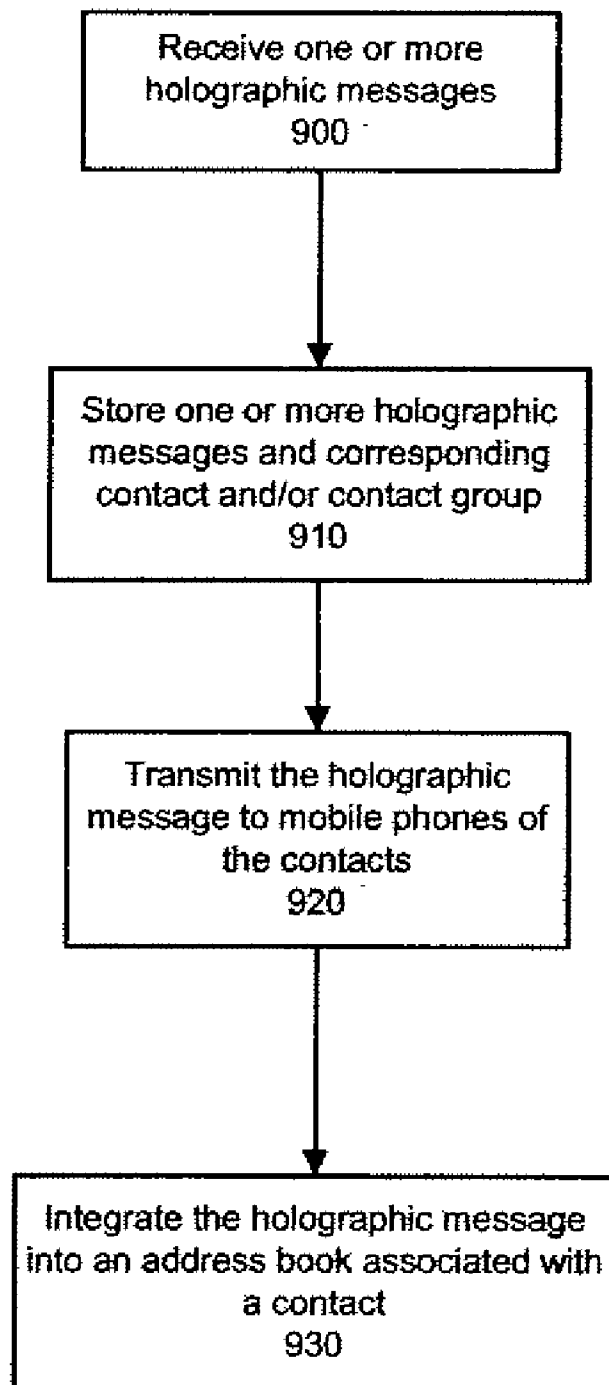 Receive one or more
holographic messages
900
Store one or more holographic
messages and corresponding
contact and/or contact group
910
Transmit the holographic
message to mobile phones of
the contacts
920
Integrate the holographic message
into an address book associated with
a contact
930